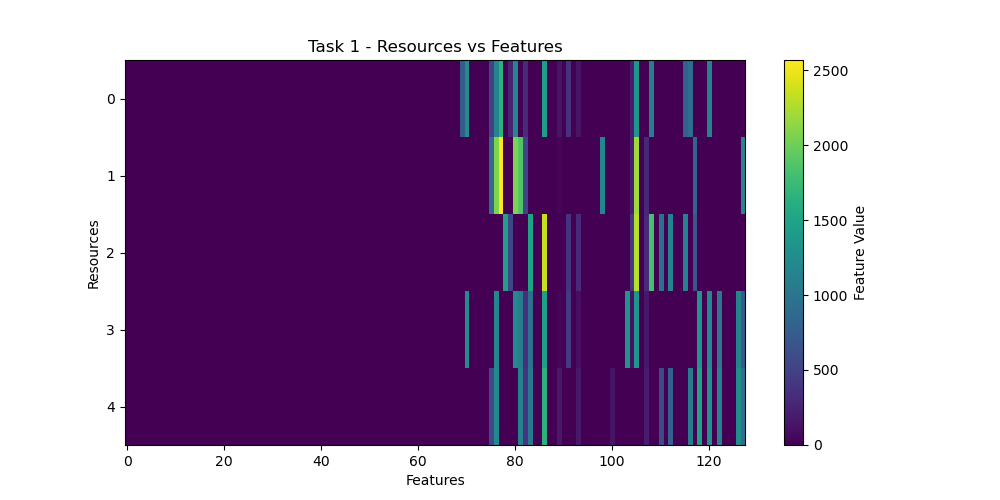 Task 1 - Resources vs Features
Resources
0
1
2
3
4
0 20 40 60 80 100 120
Features
2500
2000
1500
1000
500
0
Feature Value